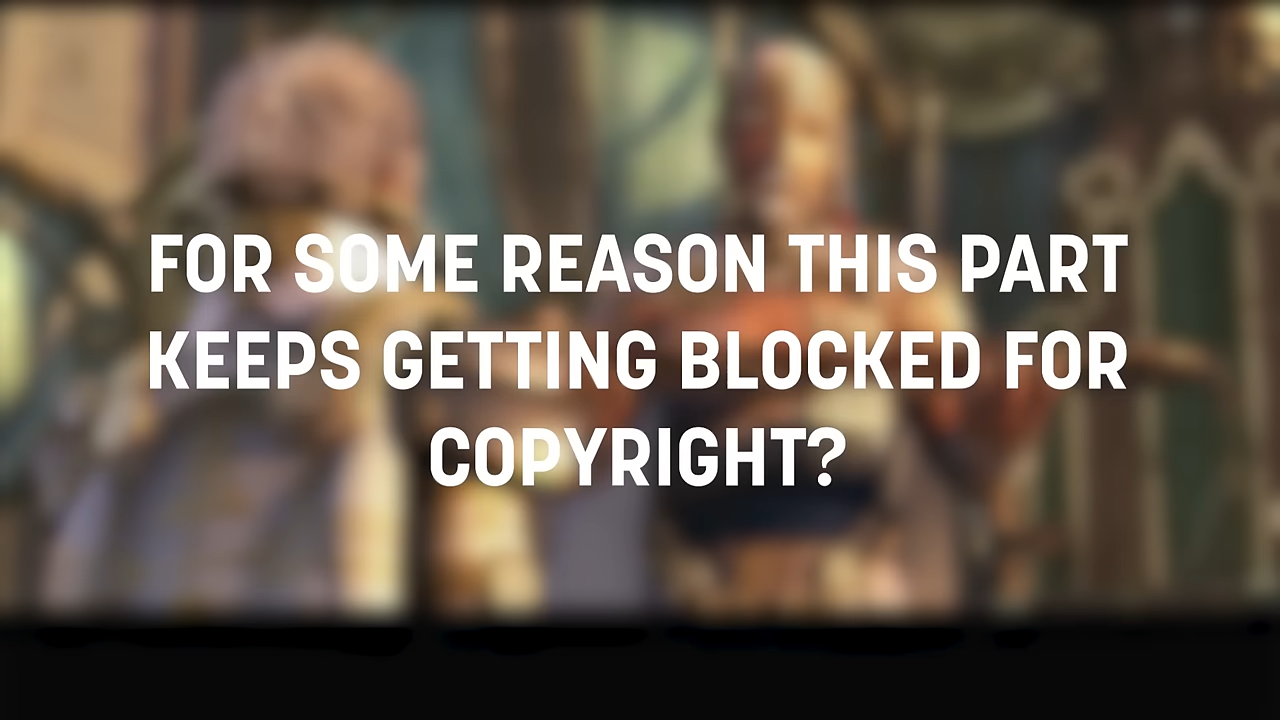 FOR SOME REASON THIS PART
KEEPS GETTING BLOCKED FOR
COPYRIGHT?